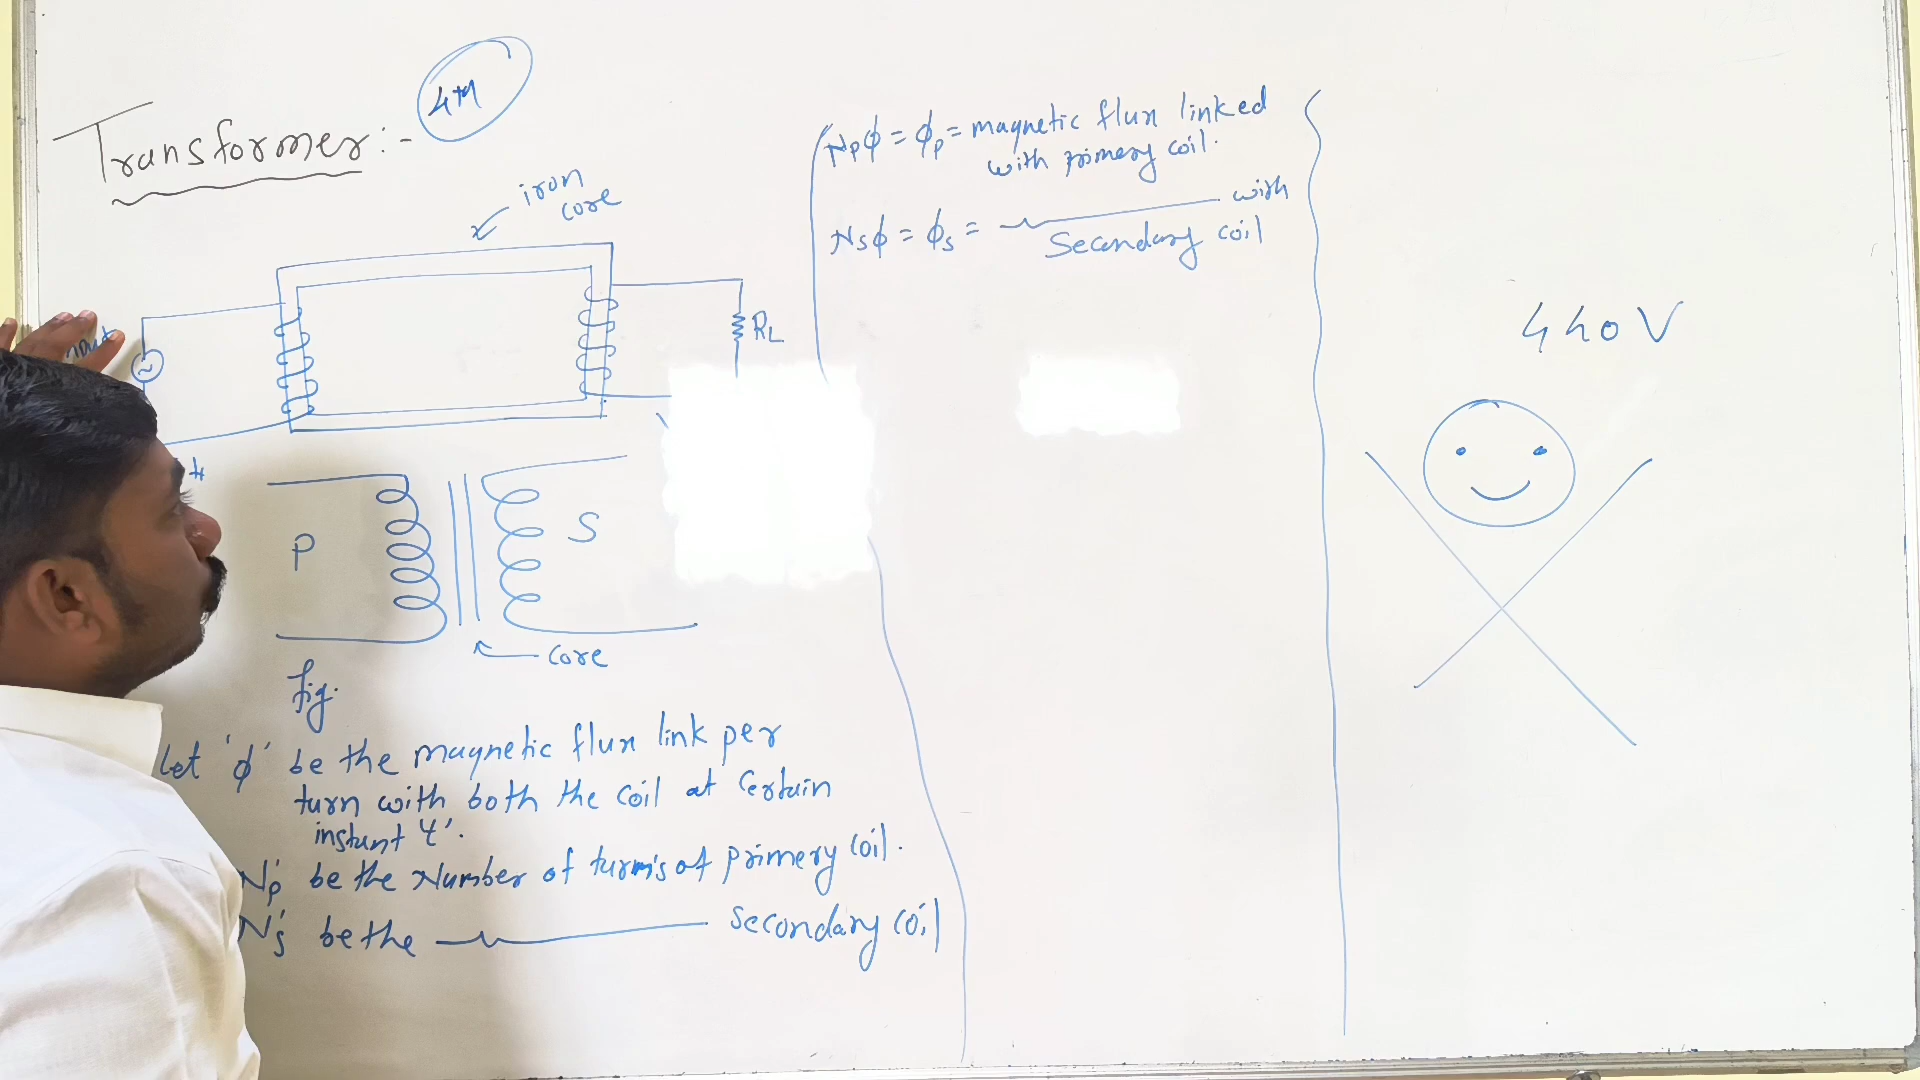 Transformer:-
4M
iron
core
RL
P
S
core
fig.
Let 'φ' be the magnetic flux link per
turn with both the coil at certain
instant 't'.
Np be the Number of turn's of primery coil.
Ns be the ——— secondary coil
Npφ = φp = magnetic flux linked
with primery coil.
Nsφ = φs = ——— with
Secondary coil
440V